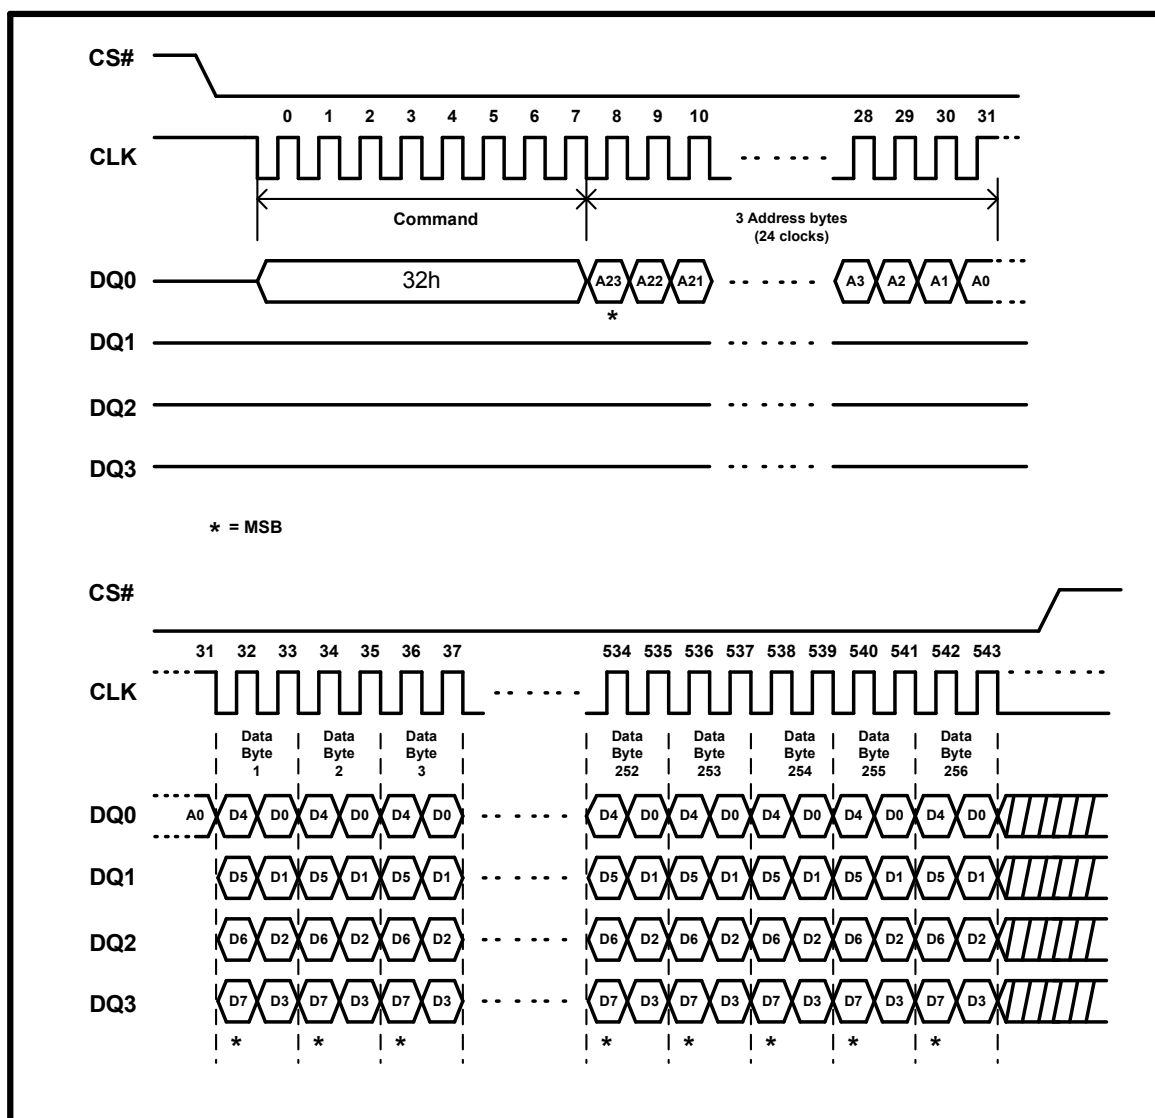 CS#
0 1 2 3 4 5 6 7 8 9 10 28 29 30 31
CLK
Command
3 Address bytes
(24 clocks)
DQ0 32h A23 A22 A21 A3 A2 A1 A0
*
DQ1
DQ2
DQ3
* = MSB
CS#
31 32 33 34 35 36 37 534 535 536 537 538 539 540 541 542 543
CLK
Data Data Data Data Data Data Data Data
Byte Byte Byte Byte Byte Byte Byte Byte
1 2 3 252 253 254 255 256
DQ0 A0 D4 D0 D4 D0 D4 D0 D4 D0 D4 D0 D4 D0 D4 D0 D4 D0
DQ1 D5 D1 D5 D1 D5 D1 D5 D1 D5 D1 D5 D1 D5 D1 D5 D1
DQ2 D6 D2 D6 D2 D6 D2 D6 D2 D6 D2 D6 D2 D6 D2 D6 D2
DQ3 D7 D3 D7 D3 D7 D3 D7 D3 D7 D3 D7 D3 D7 D3 D7 D3
* * * * * * * *